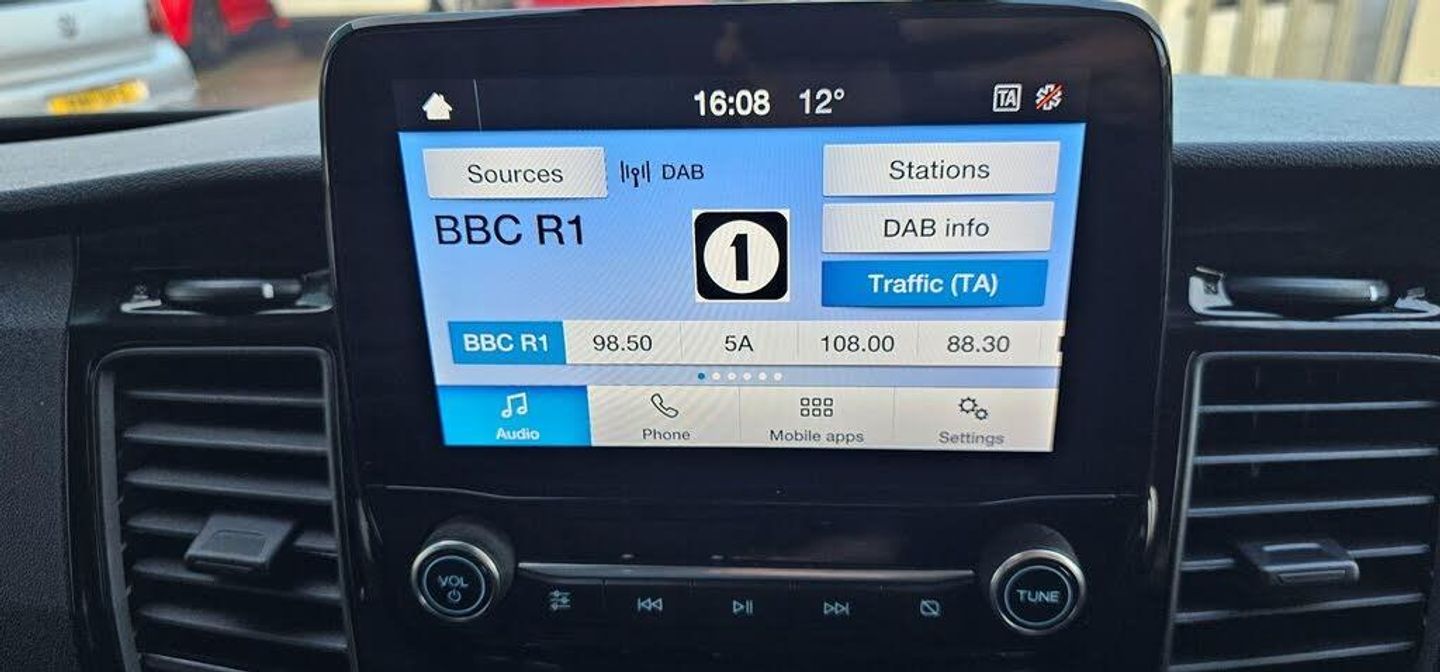 16:08 12° TA
Sources DAB Stations
BBC R1 1 DAB info
Traffic (TA)
BBC R1 98.50 5A 108.00 88.30
Audio Phone Mobile apps Settings
VOL TUNE